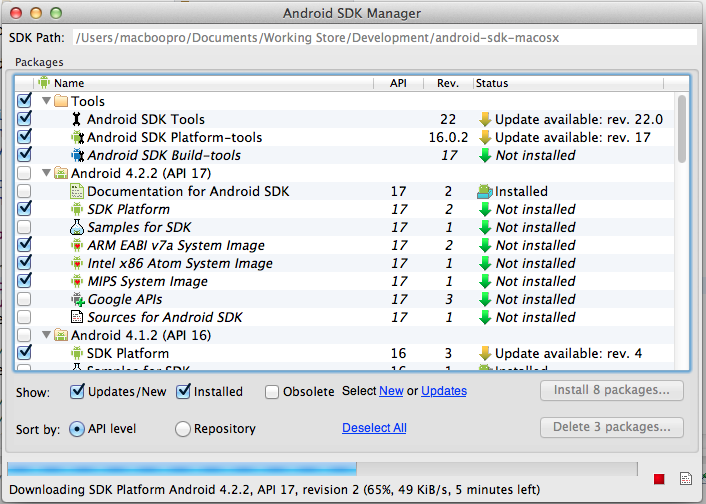 Android SDK Manager
SDK Path: /Users/macboopro/Documents/Working Store/Development/android-sdk-macosx
Packages
Name API Rev. Status
Tools
Android SDK Tools 22 Update available: rev. 22.0
Android SDK Platform-tools 16.0.2 Update available: rev. 17
Android SDK Build-tools 17 Not installed
Android 4.2.2 (API 17)
Documentation for Android SDK 17 2 Installed
SDK Platform 17 2 Not installed
Samples for SDK 17 1 Not installed
ARM EABI v7a System Image 17 2 Not installed
Intel x86 Atom System Image 17 1 Not installed
MIPS System Image 17 1 Not installed
Google APIs 17 3 Not installed
Sources for Android SDK 17 1 Not installed
Android 4.1.2 (API 16)
SDK Platform 16 3 Update available: rev. 4
Samples for SDK 16 1 Installed
Show: Updates/New Installed Obsolete Select New or Updates Install 8 packages...
Sort by: API level Repository Deselect All Delete 3 packages...
Downloading SDK Platform Android 4.2.2, API 17, revision 2 (65%, 49 KiB/s, 5 minutes left)